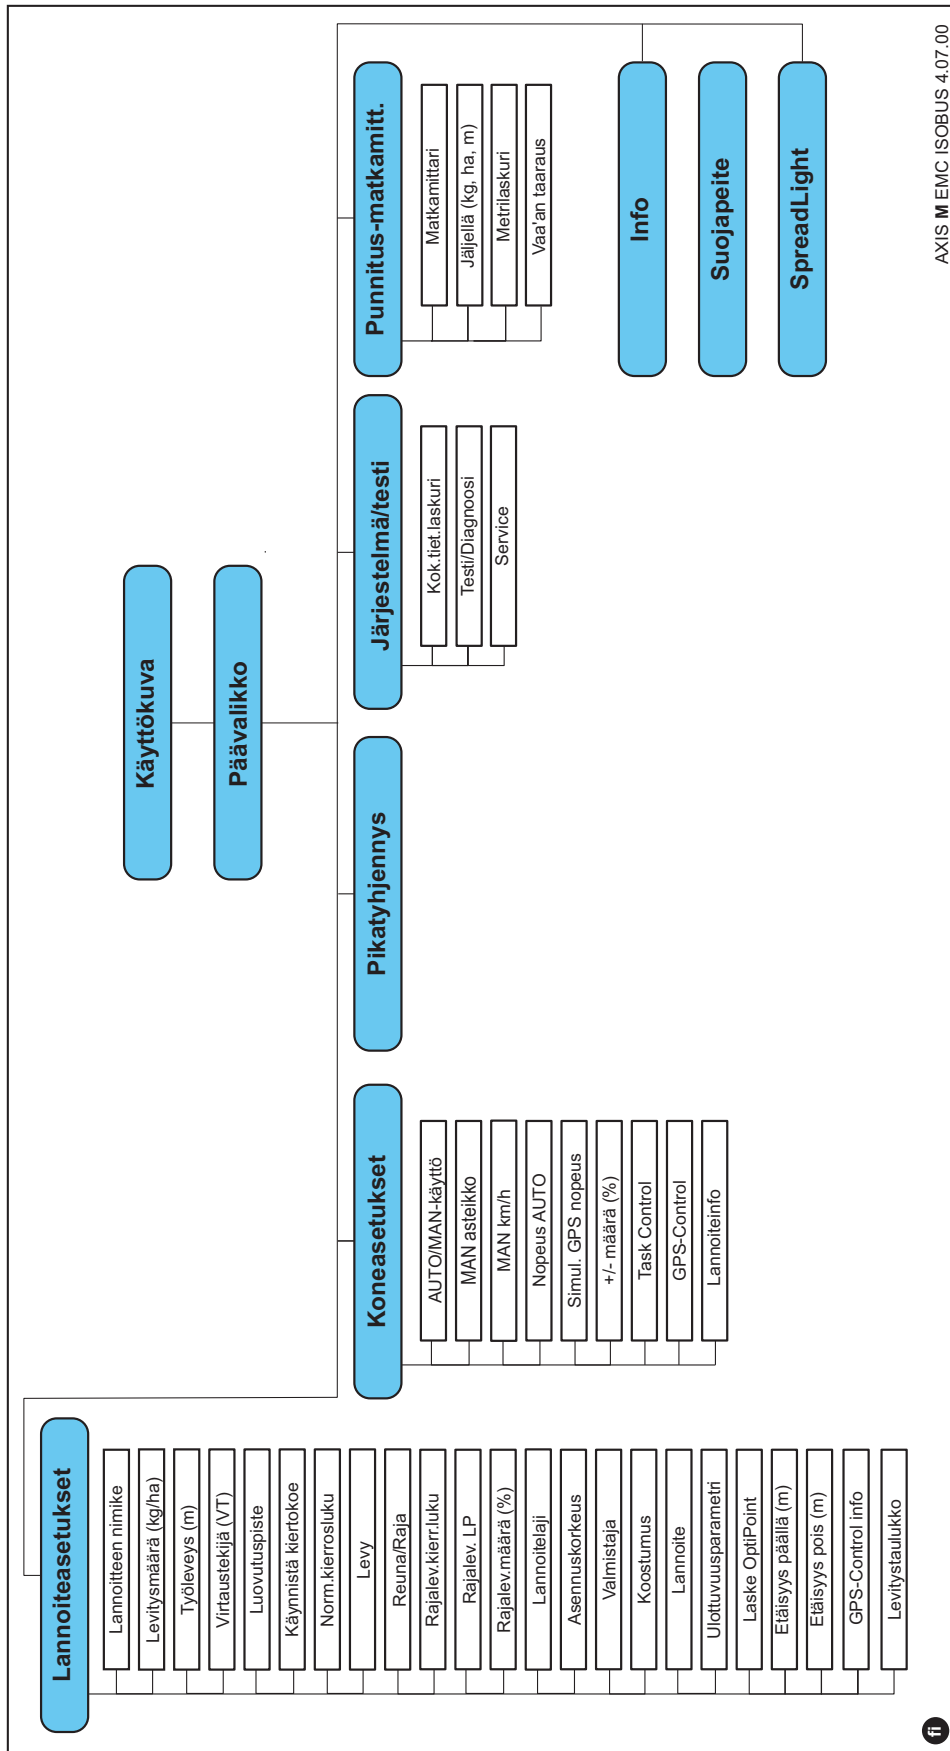 Käyttökuva
Päävalikko
Lannoiteasetukset
Lannoitteen nimike
Levitysmäärä (kg/ha)
Työleveys (m)
Virtaustekijä (VT)
Luovutuspiste
Käynnistä kiertokoe
Norm.kierrosluku
Levy
Reuna/Raja
Rajalev.kierr.luku
Rajalev. LP
Rajalev.määrä (%)
Lannoitelaji
Asennuskorkeus
Valmistaja
Koostumus
Lannoite
Ulottuvuusparametri
Laske OptiPoint
Etäisyys päällä (m)
Etäisyys pois (m)
GPS-Control info
Levitystaulukko
Koneasetukset
AUTO/MAN-käyttö
MAN asteikko
MAN km/h
Nopeus AUTO
Simul. GPS nopeus
+/- määrä (%)
Task Control
GPS-Control
Lannoiteinfo
Pikatyhjennys
Järjestelmä/testi
Kok.tiet.laskuri
Testi/Diagnoosi
Service
Punnitus-matkamitt.
Matkamittari
Jäljellä (kg, ha, m)
Metrilaskuri
Vaa'an taaraus
Info
Suojapeite
SpreadLight
fi
AXIS M EMC ISOBUS 4.07.00